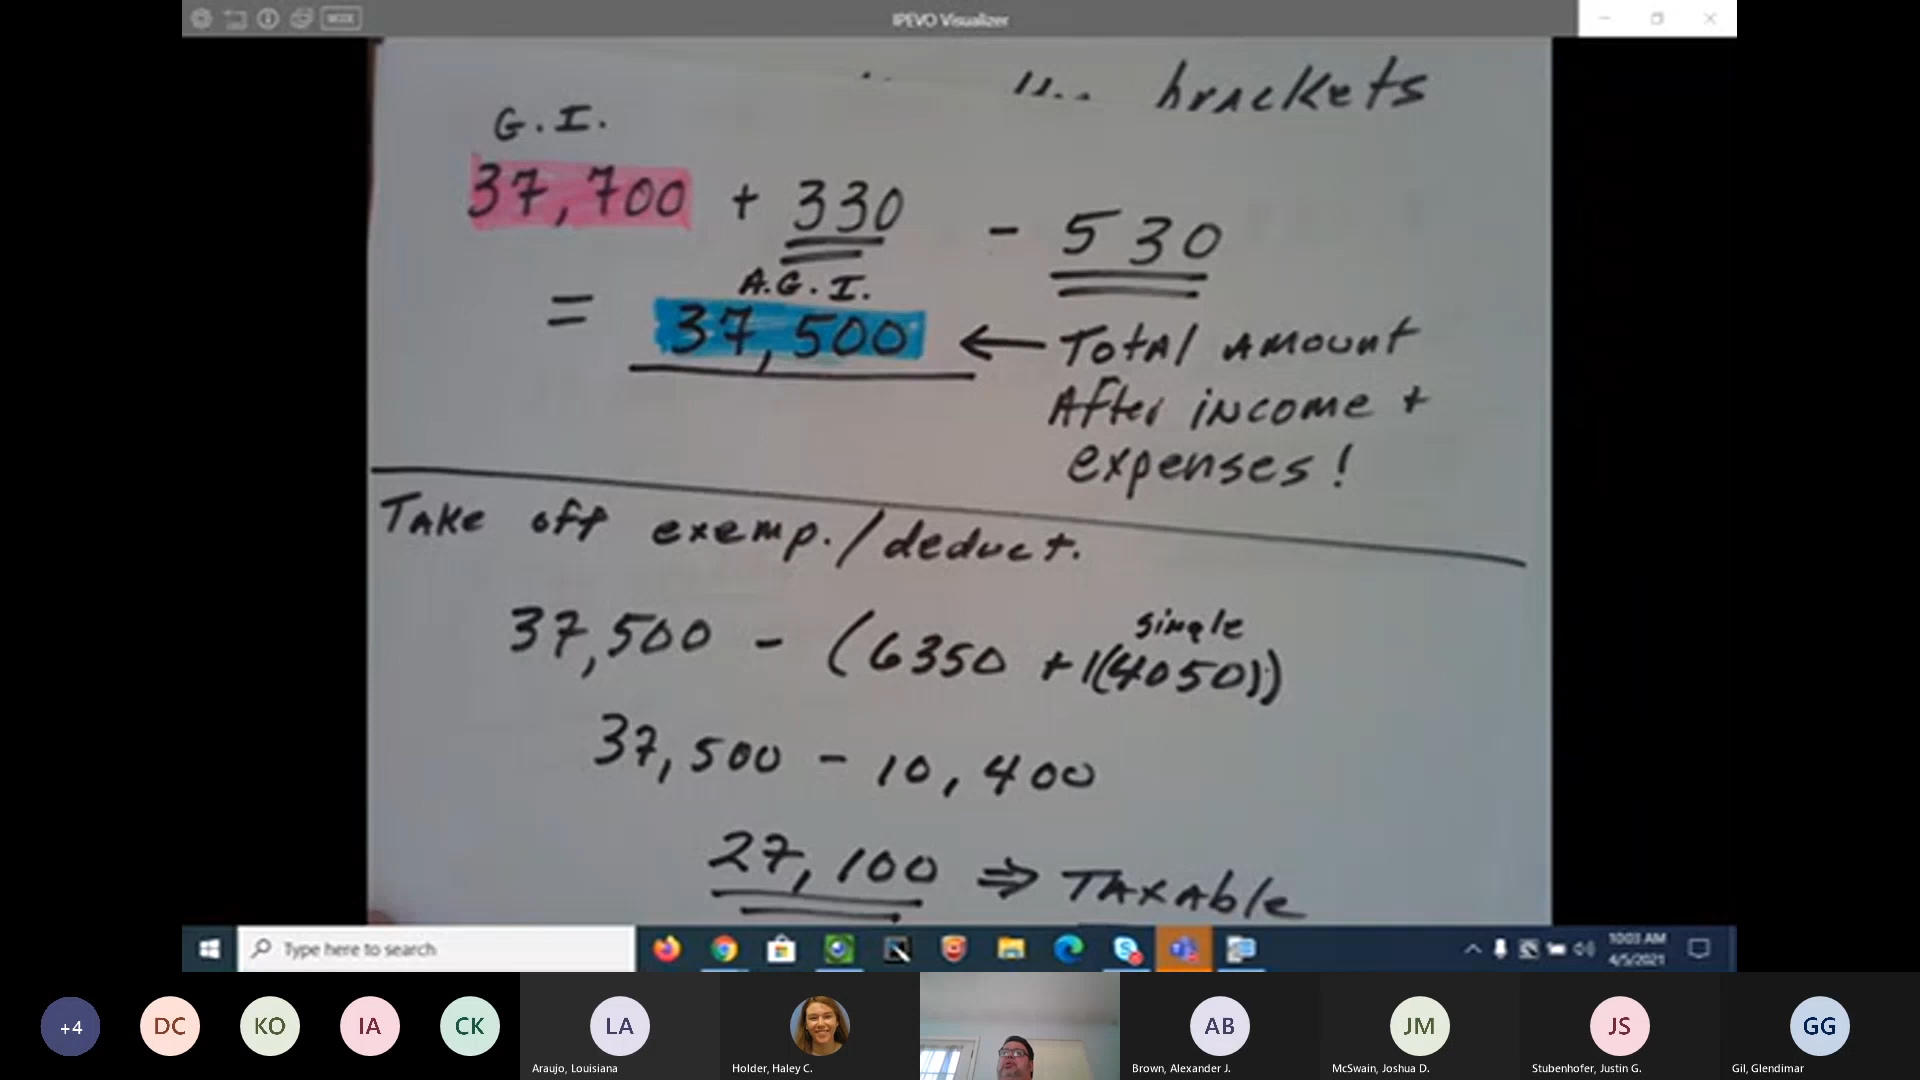 MODE
IPEVO Visualizer
brackets
G.I.
37,700 + 330 - 530
A.G.I.
= 37,500 ← Total amount
After income +
expenses!
Take off exemp./deduct.
single
37,500 - (6350 + 1(4050))
37,500 - 10,400
27,100 ⇒ TAXAble
Type here to search
10:03 AM
4/5/2021
+4
DC
KO
IA
CK
LA
AB
JM
JS
GG
Araujo, Louisiana
Holder, Haley C.
Brown, Alexander J.
McSwain, Joshua D.
Stubenhofer, Justin G.
Gil, Glendimar